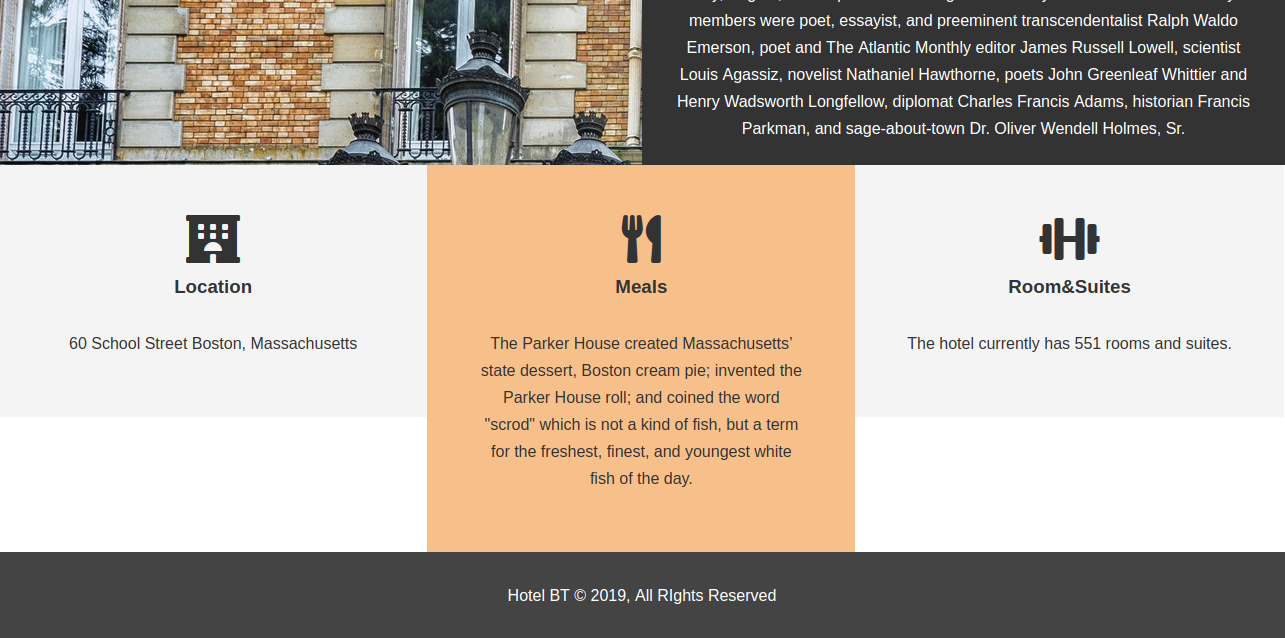 members were poet, essayist, and preeminent transcendentalist Ralph Waldo
Emerson, poet and The Atlantic Monthly editor James Russell Lowell, scientist
Louis Agassiz, novelist Nathaniel Hawthorne, poets John Greenleaf Whittier and
Henry Wadsworth Longfellow, diplomat Charles Francis Adams, historian Francis
Parkman, and sage-about-town Dr. Oliver Wendell Holmes, Sr.
Location
60 School Street Boston, Massachusetts
Meals
The Parker House created Massachusetts’
state dessert, Boston cream pie; invented the
Parker House roll; and coined the word
"scrod" which is not a kind of fish, but a term
for the freshest, finest, and youngest white
fish of the day.
Room&Suites
The hotel currently has 551 rooms and suites.
Hotel BT © 2019, All RIghts Reserved